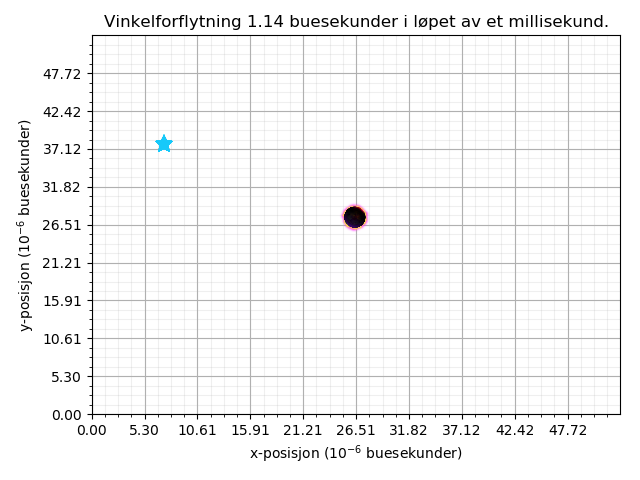 Vinkelforflytning 1.14 buesekunder i løpet av et millisekund.
y-posisjon (10⁻⁶ buesekunder)
47.72
42.42
37.12
31.82
26.51
21.21
15.91
10.61
5.30
0.00
0.00 5.30 10.61 15.91 21.21 26.51 31.82 37.12 42.42 47.72
x-posisjon (10⁻⁶ buesekunder)